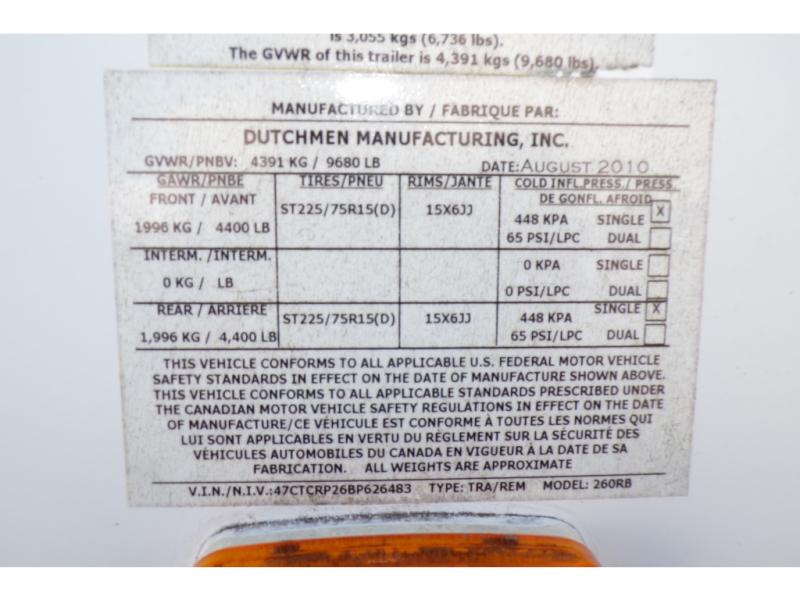 is 3,055 kgs (6,736 lbs).
The GVWR of this trailer is 4,391 kgs (9,680 lbs).
MANUFACTURED BY / FABRIQUE PAR:
DUTCHMEN MANUFACTURING, INC.
GVWR/PNBV: 4391 KG / 9680 LB DATE: AUGUST 2010
GAWR/PNBE TIRES/PNEU RIMS/JANTE COLD INFL.PRESS./ PRESS.
FRONT / AVANT DE GONFL. AFROID
ST225/75R15(D) 15X6JJ 448 KPA SINGLE X
1996 KG / 4400 LB 65 PSI/LPC DUAL
INTERM. /INTERM. 0 KPA SINGLE
0 KG / LB 0 PSI/LPC DUAL
REAR / ARRIERE ST225/75R15(D) 15X6JJ 448 KPA SINGLE X
1,996 KG / 4,400 LB 65 PSI/LPC DUAL
THIS VEHICLE CONFORMS TO ALL APPLICABLE U.S. FEDERAL MOTOR VEHICLE
SAFETY STANDARDS IN EFFECT ON THE DATE OF MANUFACTURE SHOWN ABOVE.
THIS VEHICLE CONFORMS TO ALL APPLICABLE STANDARDS PRESCRIBED UNDER
THE CANADIAN MOTOR VEHICLE SAFETY REGULATIONS IN EFFECT ON THE DATE
OF MANUFACTURE/CE VÉHICULE EST CONFORME À TOUTES LES NORMES QUI
LUI SONT APPLICABLES EN VERTU DU RÉGLEMENT SUR LA SÉCURITÉ DES
VÉHICULES AUTOMOBILES DU CANADA EN VIGUEUR À LA DATE DE SA
FABRICATION. ALL WEIGHTS ARE APPROXIMATE
V.I.N./N.I.V.:47CTCRP26BP626483 TYPE: TRA/REM MODEL: 260RB